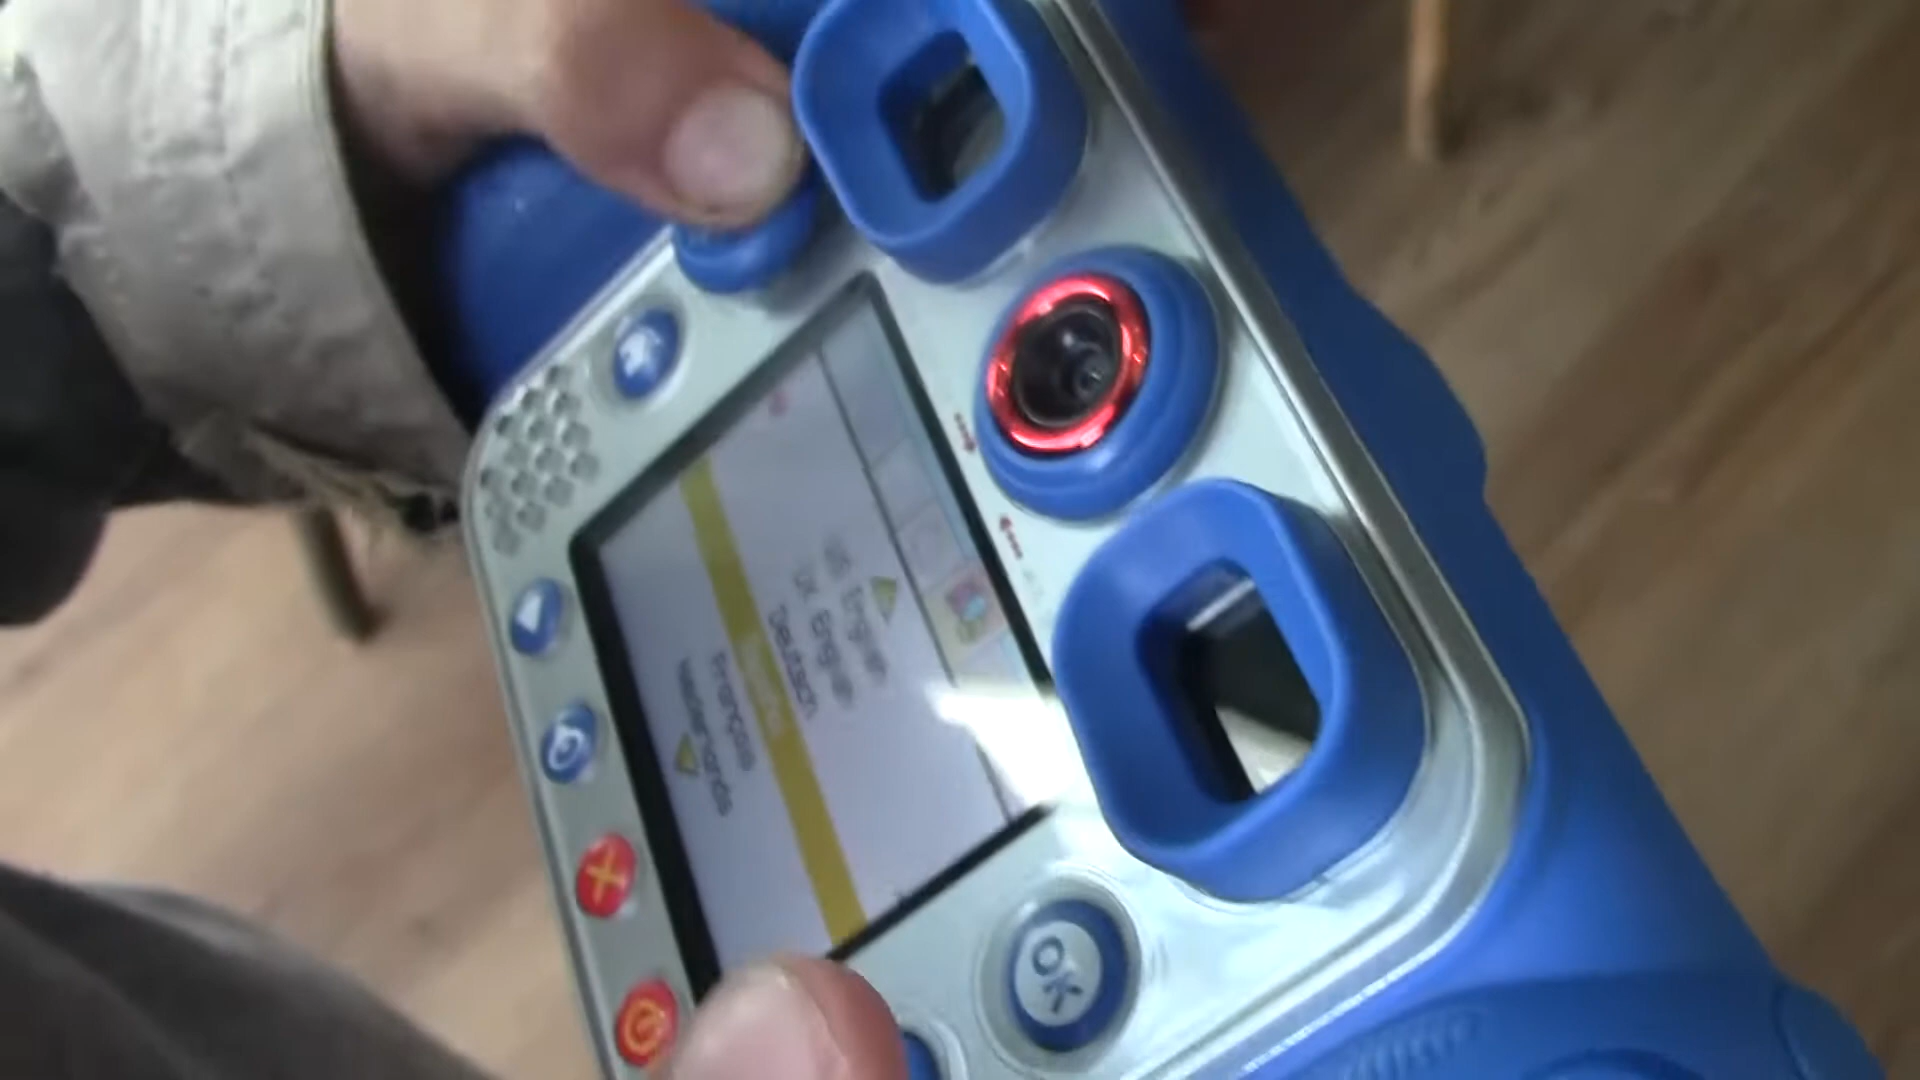 US English
UK English
Deutsch
Français
Nederlands
OK